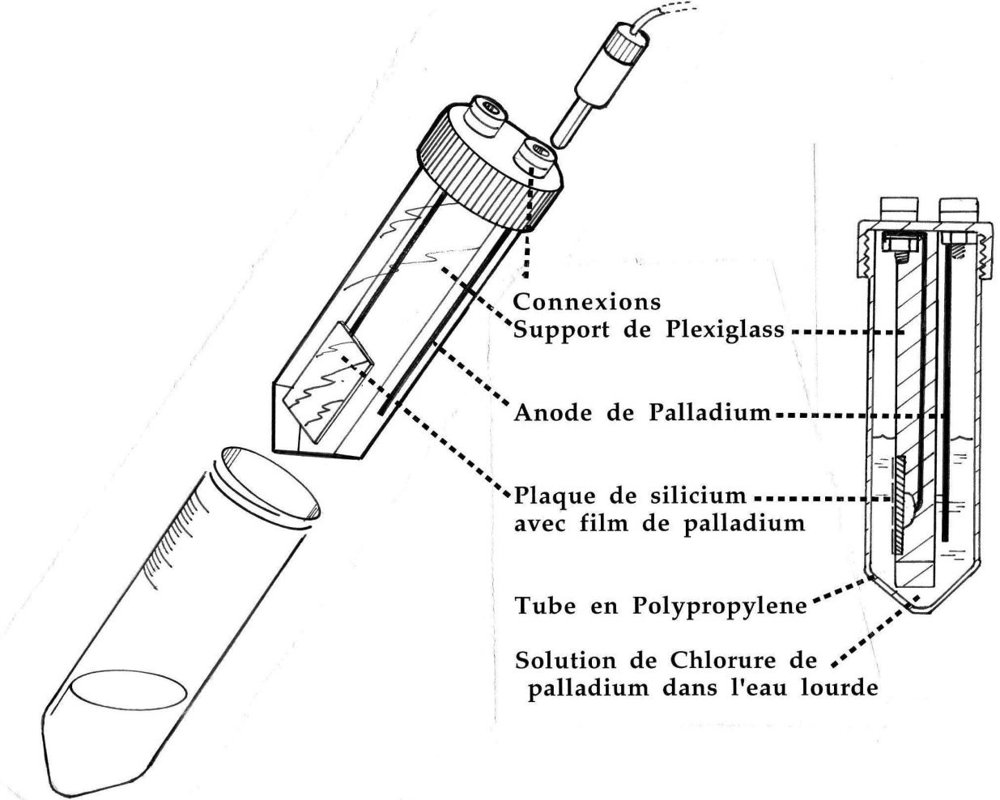 Connexions
Support de Plexiglass
Anode de Palladium
Plaque de silicium
avec film de palladium
Tube en Polypropylene
Solution de Chlorure de
palladium dans l'eau lourde